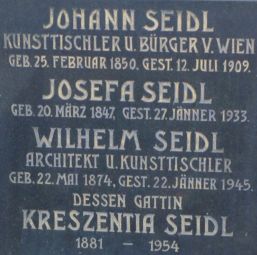 JOHANN SEIDL
KUNSTTISCHLER U. BÜRGER V. WIEN
GEB. 25. FEBRUAR 1850. GEST. 12. JULI 1909.
JOSEFA SEIDL
GEB. 20. MÄRZ 1847, GEST. 27. JÄNNER 1933.
WILHELM SEIDL
ARCHITEKT U. KUNSTTISCHLER
GEB. 22. MAI 1874, GEST. 22. JÄNNER 1945.
DESSEN GATTIN
KRESZENTIA SEIDL
1881 – 1954